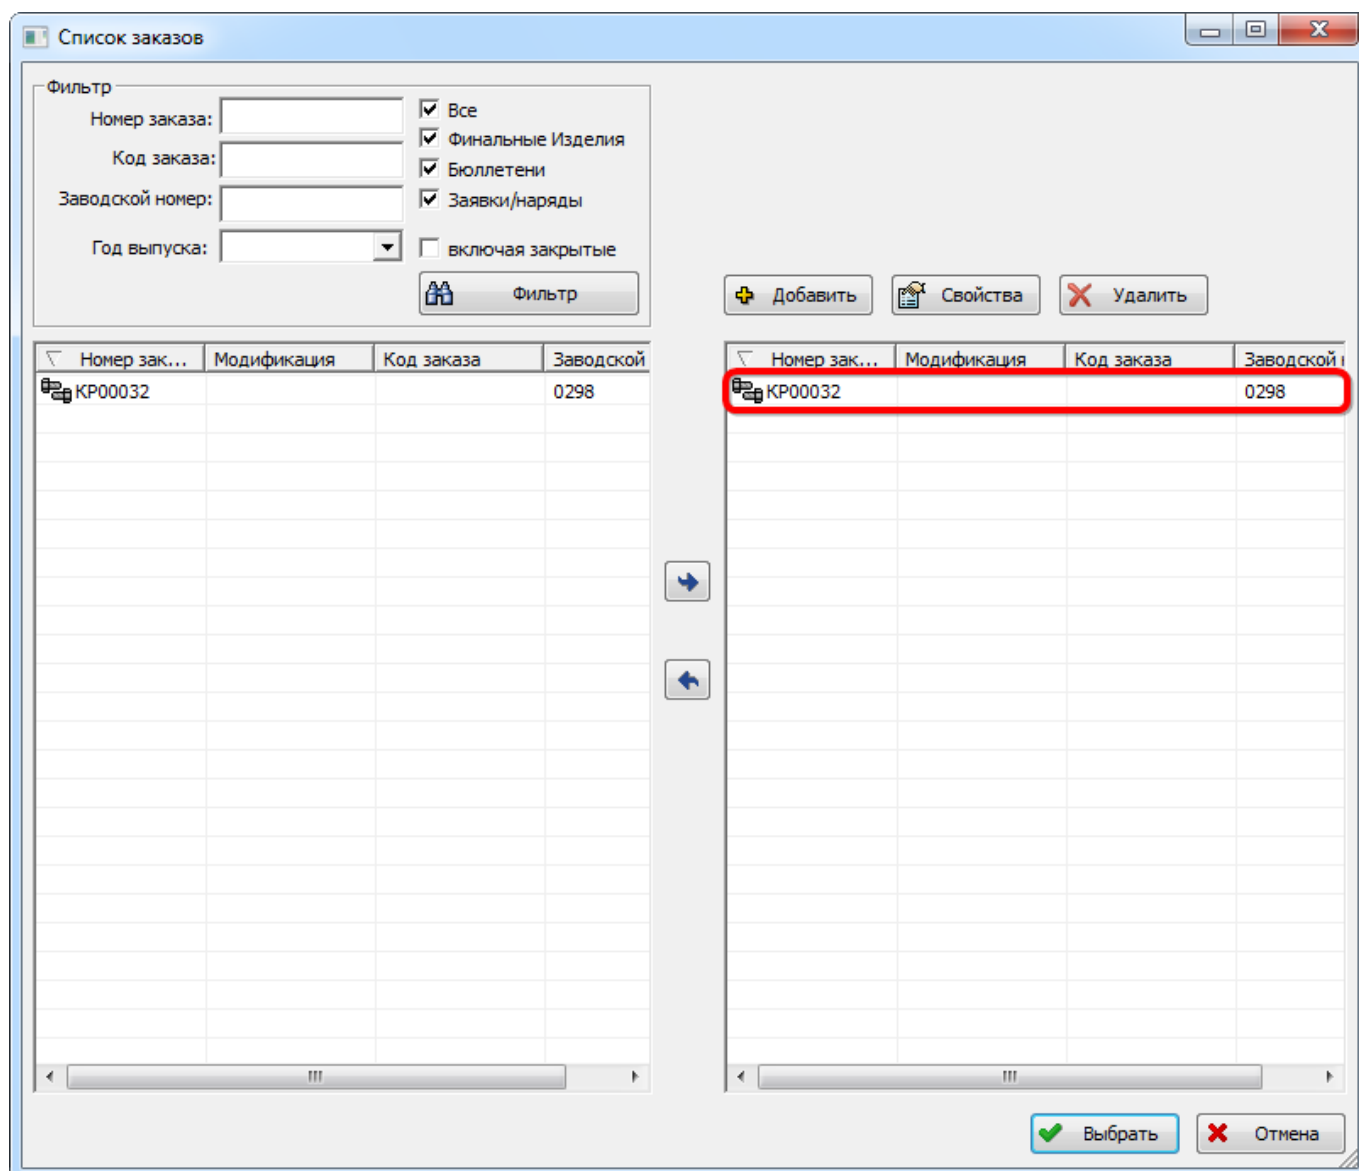 Список заказов
Фильтр
Номер заказа:
Все
Финальные Изделия
Код заказа:
Бюллетени
Заводской номер:
Заявки/наряды
Год выпуска:
включая закрытые
Фильтр
Добавить
Свойства
Удалить
Номер зак... Модификация Код заказа Заводской
КР00032 0298
Номер зак... Модификация Код заказа Заводской
КР00032 0298
Выбрать
Отмена